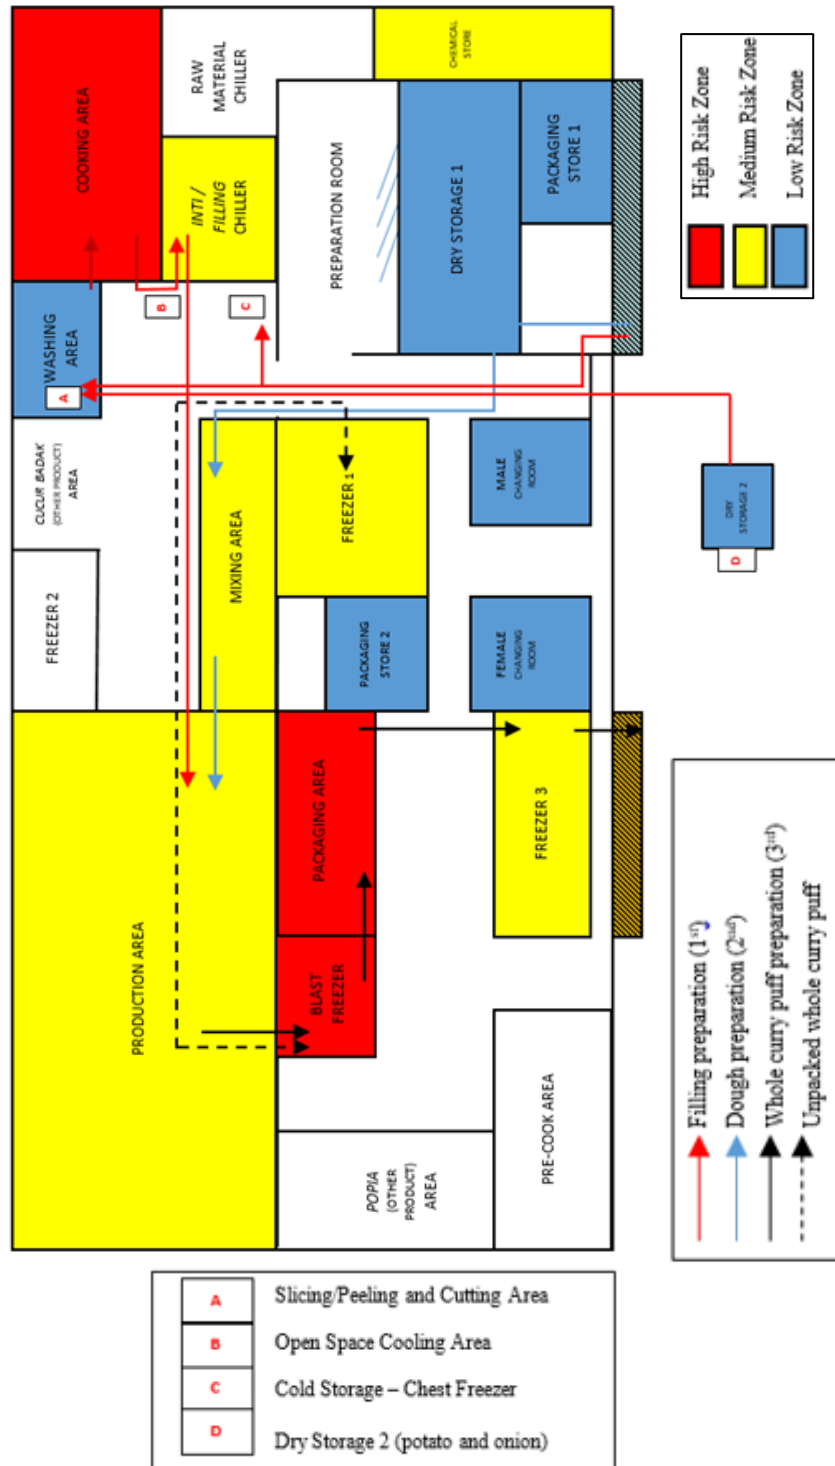 COOKING AREA
RAW
MATERIAL
CHILLER
CHEMICAL
STORE
INTI /
FILLING
CHILLER
PREPARATION ROOM
DRY STORAGE 1
PACKAGING
STORE 1
WASHING
AREA
A
B
C
CUCUR BADAK
(OTHER PRODUCT)
AREA
FREEZER 2
MIXING AREA
FREEZER 1
PACKAGING
STORE 2
MALE
CHANGING
ROOM
FEMALE
CHANGING
ROOM
DRY
STORAGE 2
D
PRODUCTION AREA
PACKAGING AREA
BLAST
FREEZER
FREEZER 3
POPIA
(OTHER
PRODUCT)
AREA
PRE-COOK AREA
High Risk Zone
Medium Risk Zone
Low Risk Zone
Filling preparation (1st)
Dough preparation (2nd)
Whole curry puff preparation (3rd)
Unpacked whole curry puff
A Slicing/Peeling and Cutting Area
B Open Space Cooling Area
C Cold Storage – Chest Freezer
D Dry Storage 2 (potato and onion)